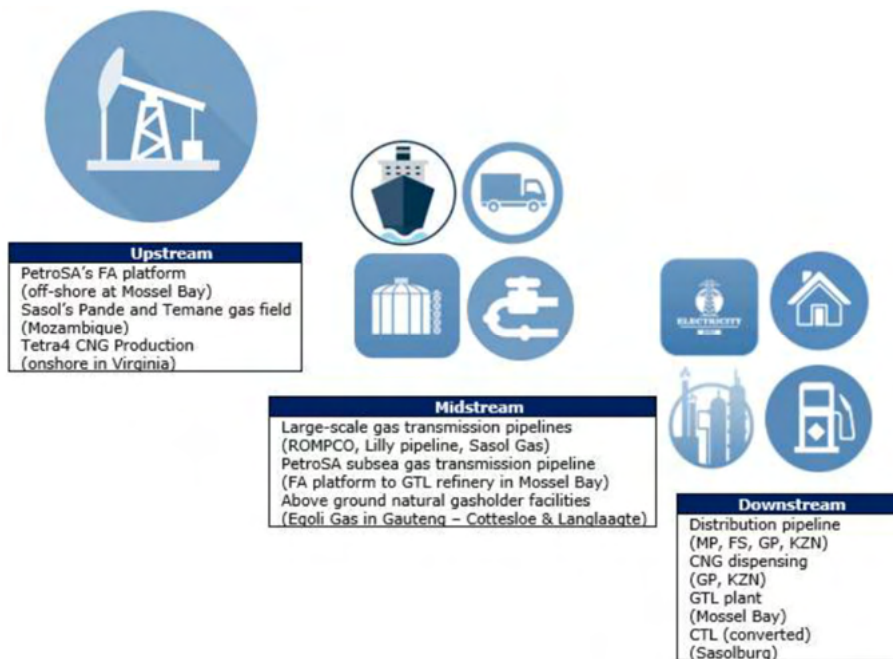 Upstream
PetroSA's FA platform
(off-shore at Mossel Bay)
Sasol's Pande and Temane gas field
(Mozambique)
Tetra4 CNG Production
(onshore in Virginia)
Midstream
Large-scale gas transmission pipelines
(ROMPCO, Lilly pipeline, Sasol Gas)
PetroSA subsea gas transmission pipeline
(FA platform to GTL refinery in Mossel Bay)
Above ground natural gasholder facilities
(Egoli Gas in Gauteng – Cottesloe & Langlaagte)
ELECTRICITY
Downstream
Distribution pipeline
(MP, FS, GP, KZN)
CNG dispensing
(GP, KZN)
GTL plant
(Mossel Bay)
CTL (converted)
(Sasolburg)